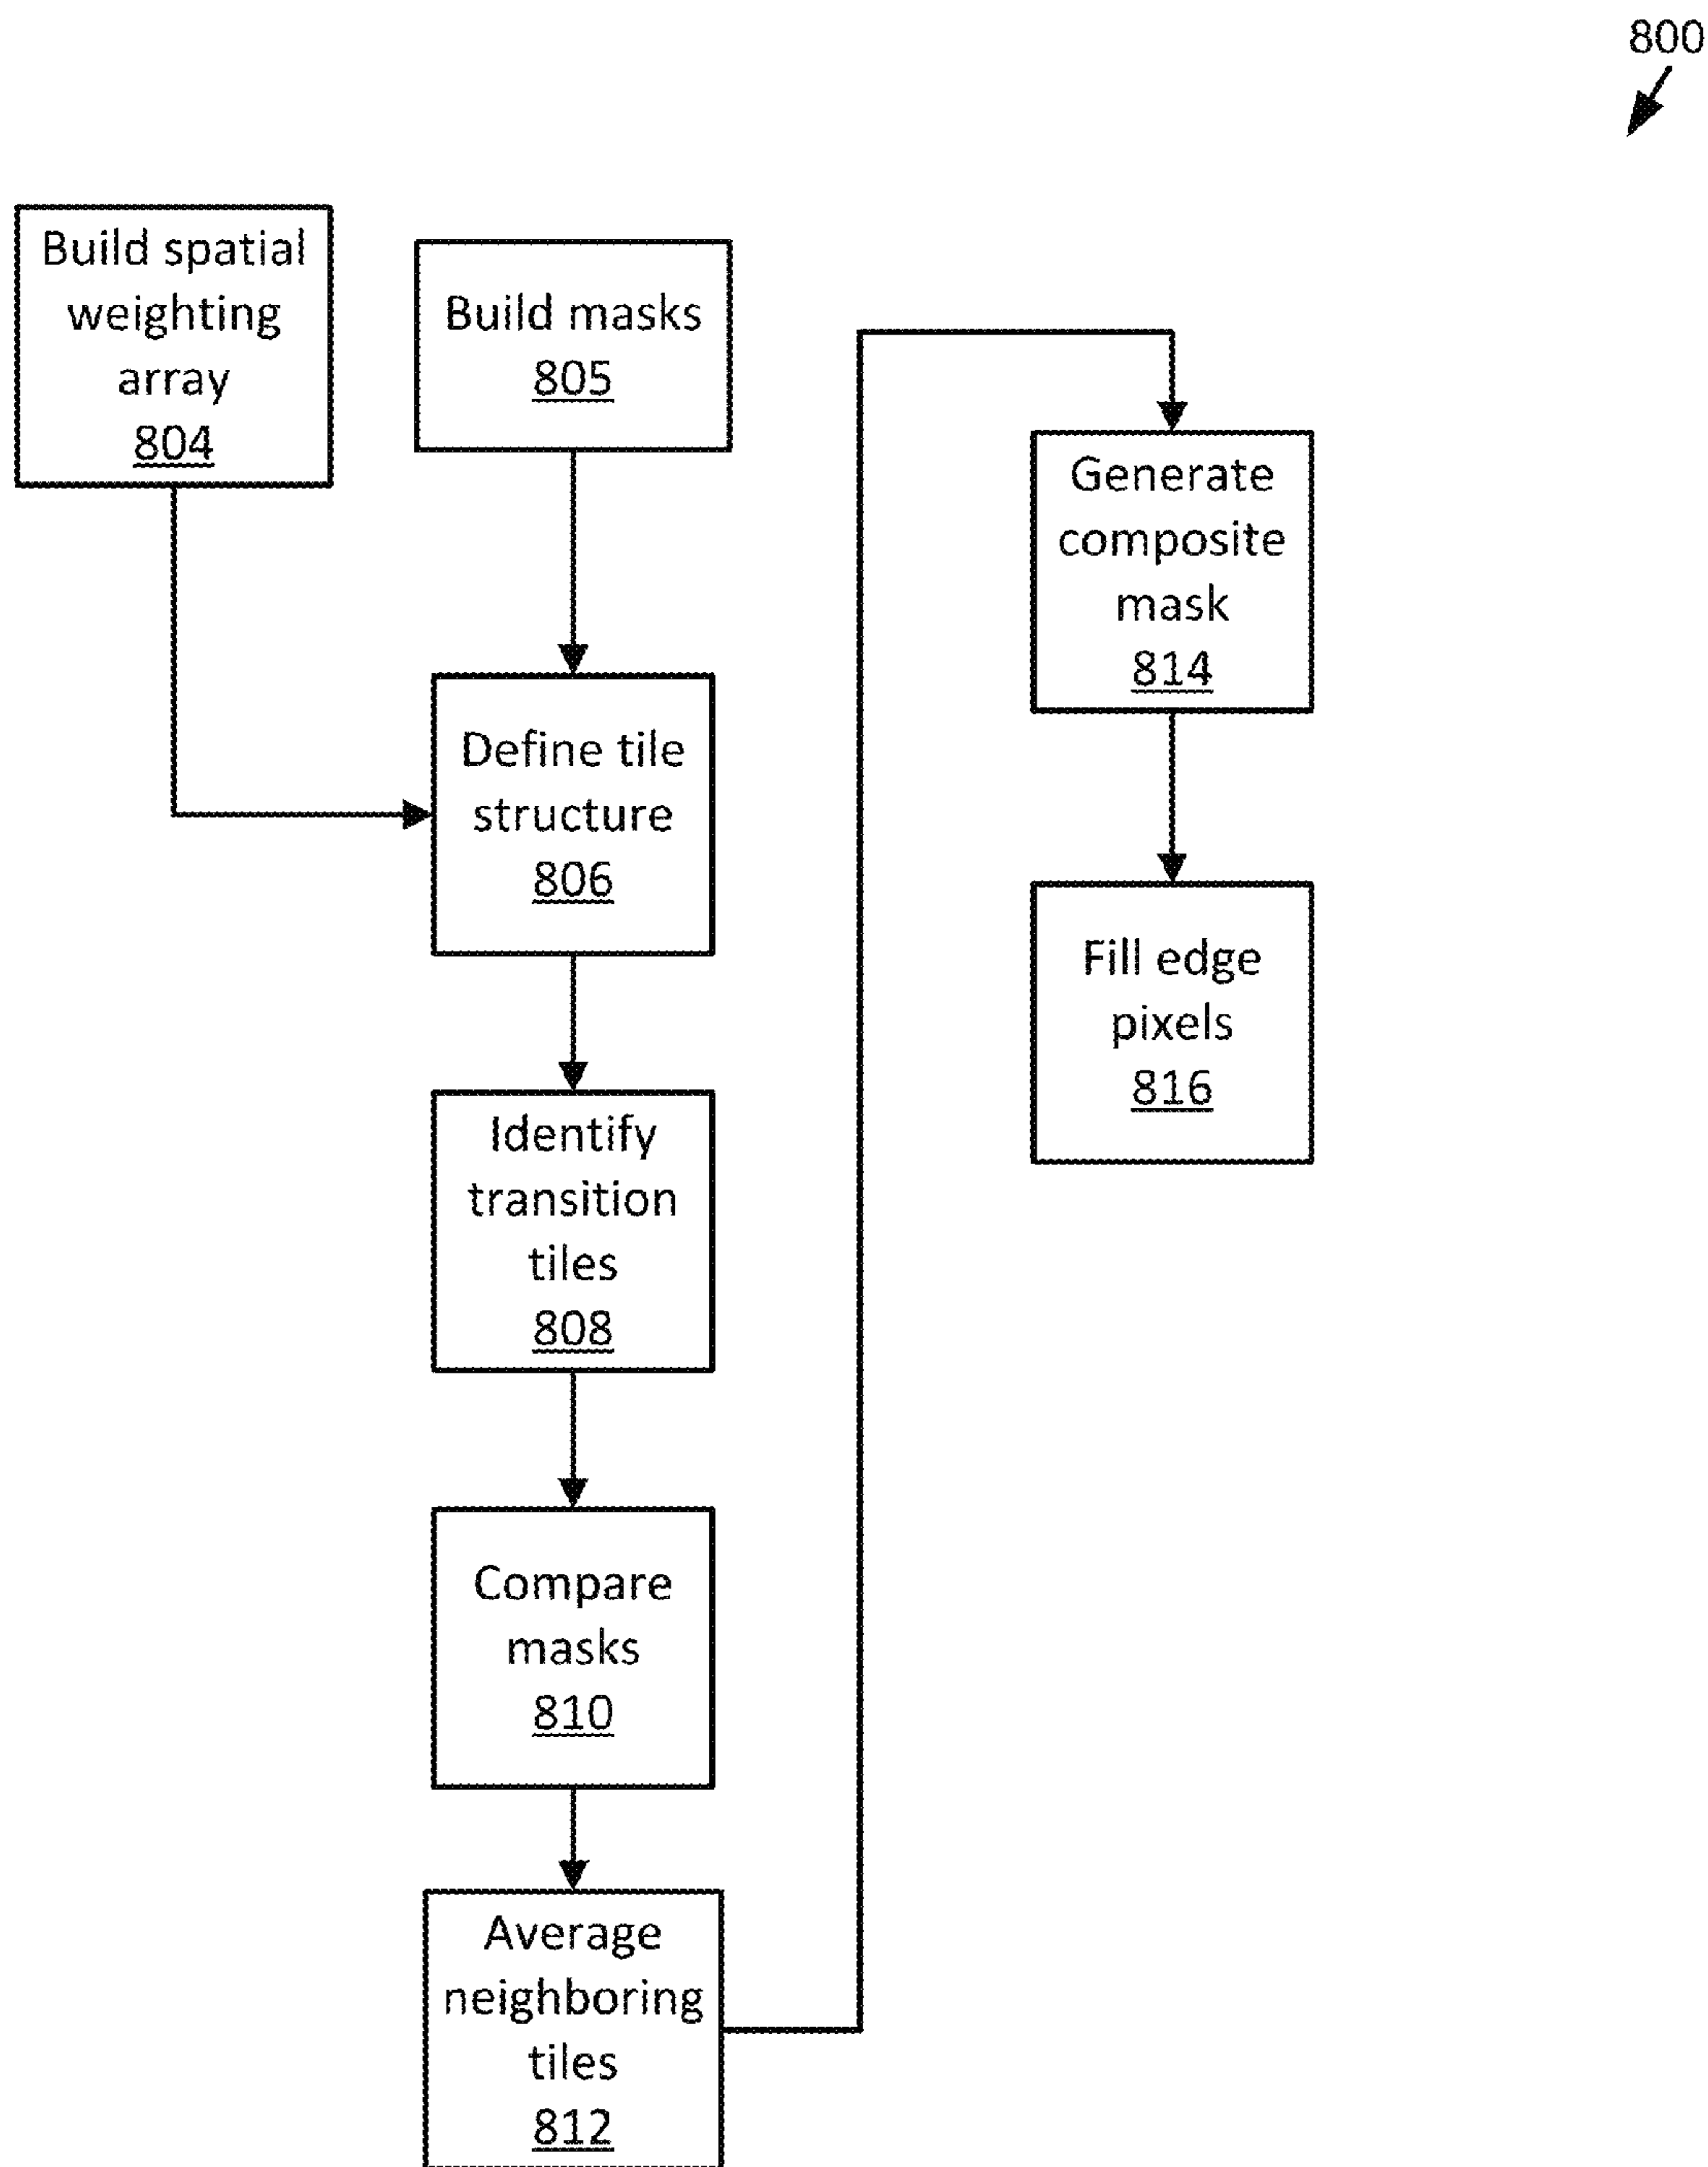 800
Build spatial
weighting
array
804
Build masks
805
Define tile
structure
806
Identify
transition
tiles
808
Compare
masks
810
Average
neighboring
tiles
812
Generate
composite
mask
814
Fill edge
pixels
816